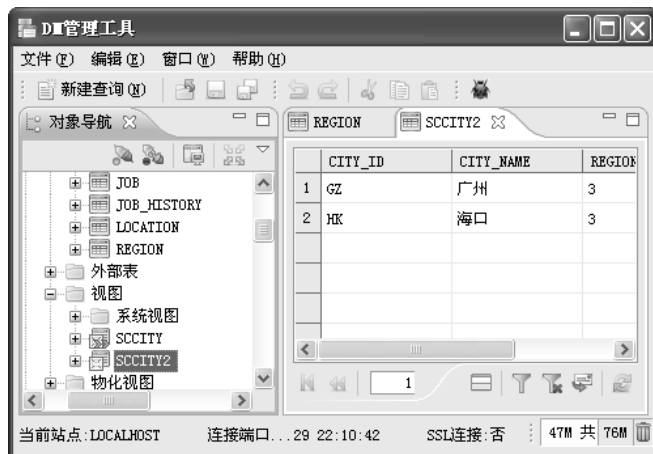 DM管理工具
文件(F) 编辑(E) 窗口(W) 帮助(H)
新建查询(N)
对象导航
REGION SCCITY2
CITY_ID CITY_NAME REGION
1 GZ 广州 3
2 HK 海口 3
JOB
JOB_HISTORY
LOCATION
REGION
外部表
视图
系统视图
SCCITY
SCCITY2
物化视图
1
当前站点:LOCALHOST 连接端口...29 22:10:42 SSL连接:否 47M 共 76M